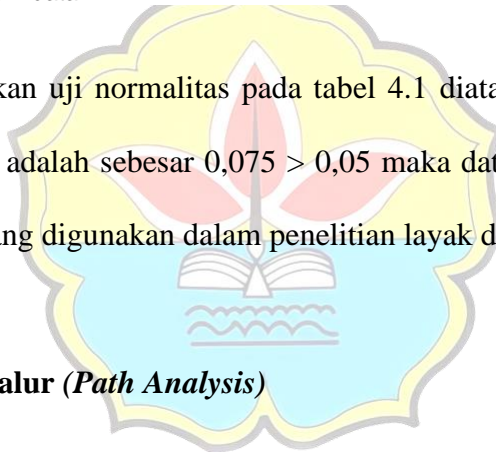 kan uji normalitas pada tabel 4.1 diata
adalah sebesar 0,075 > 0,05 maka dat
ang digunakan dalam penelitian layak d
alur (Path Analysis)